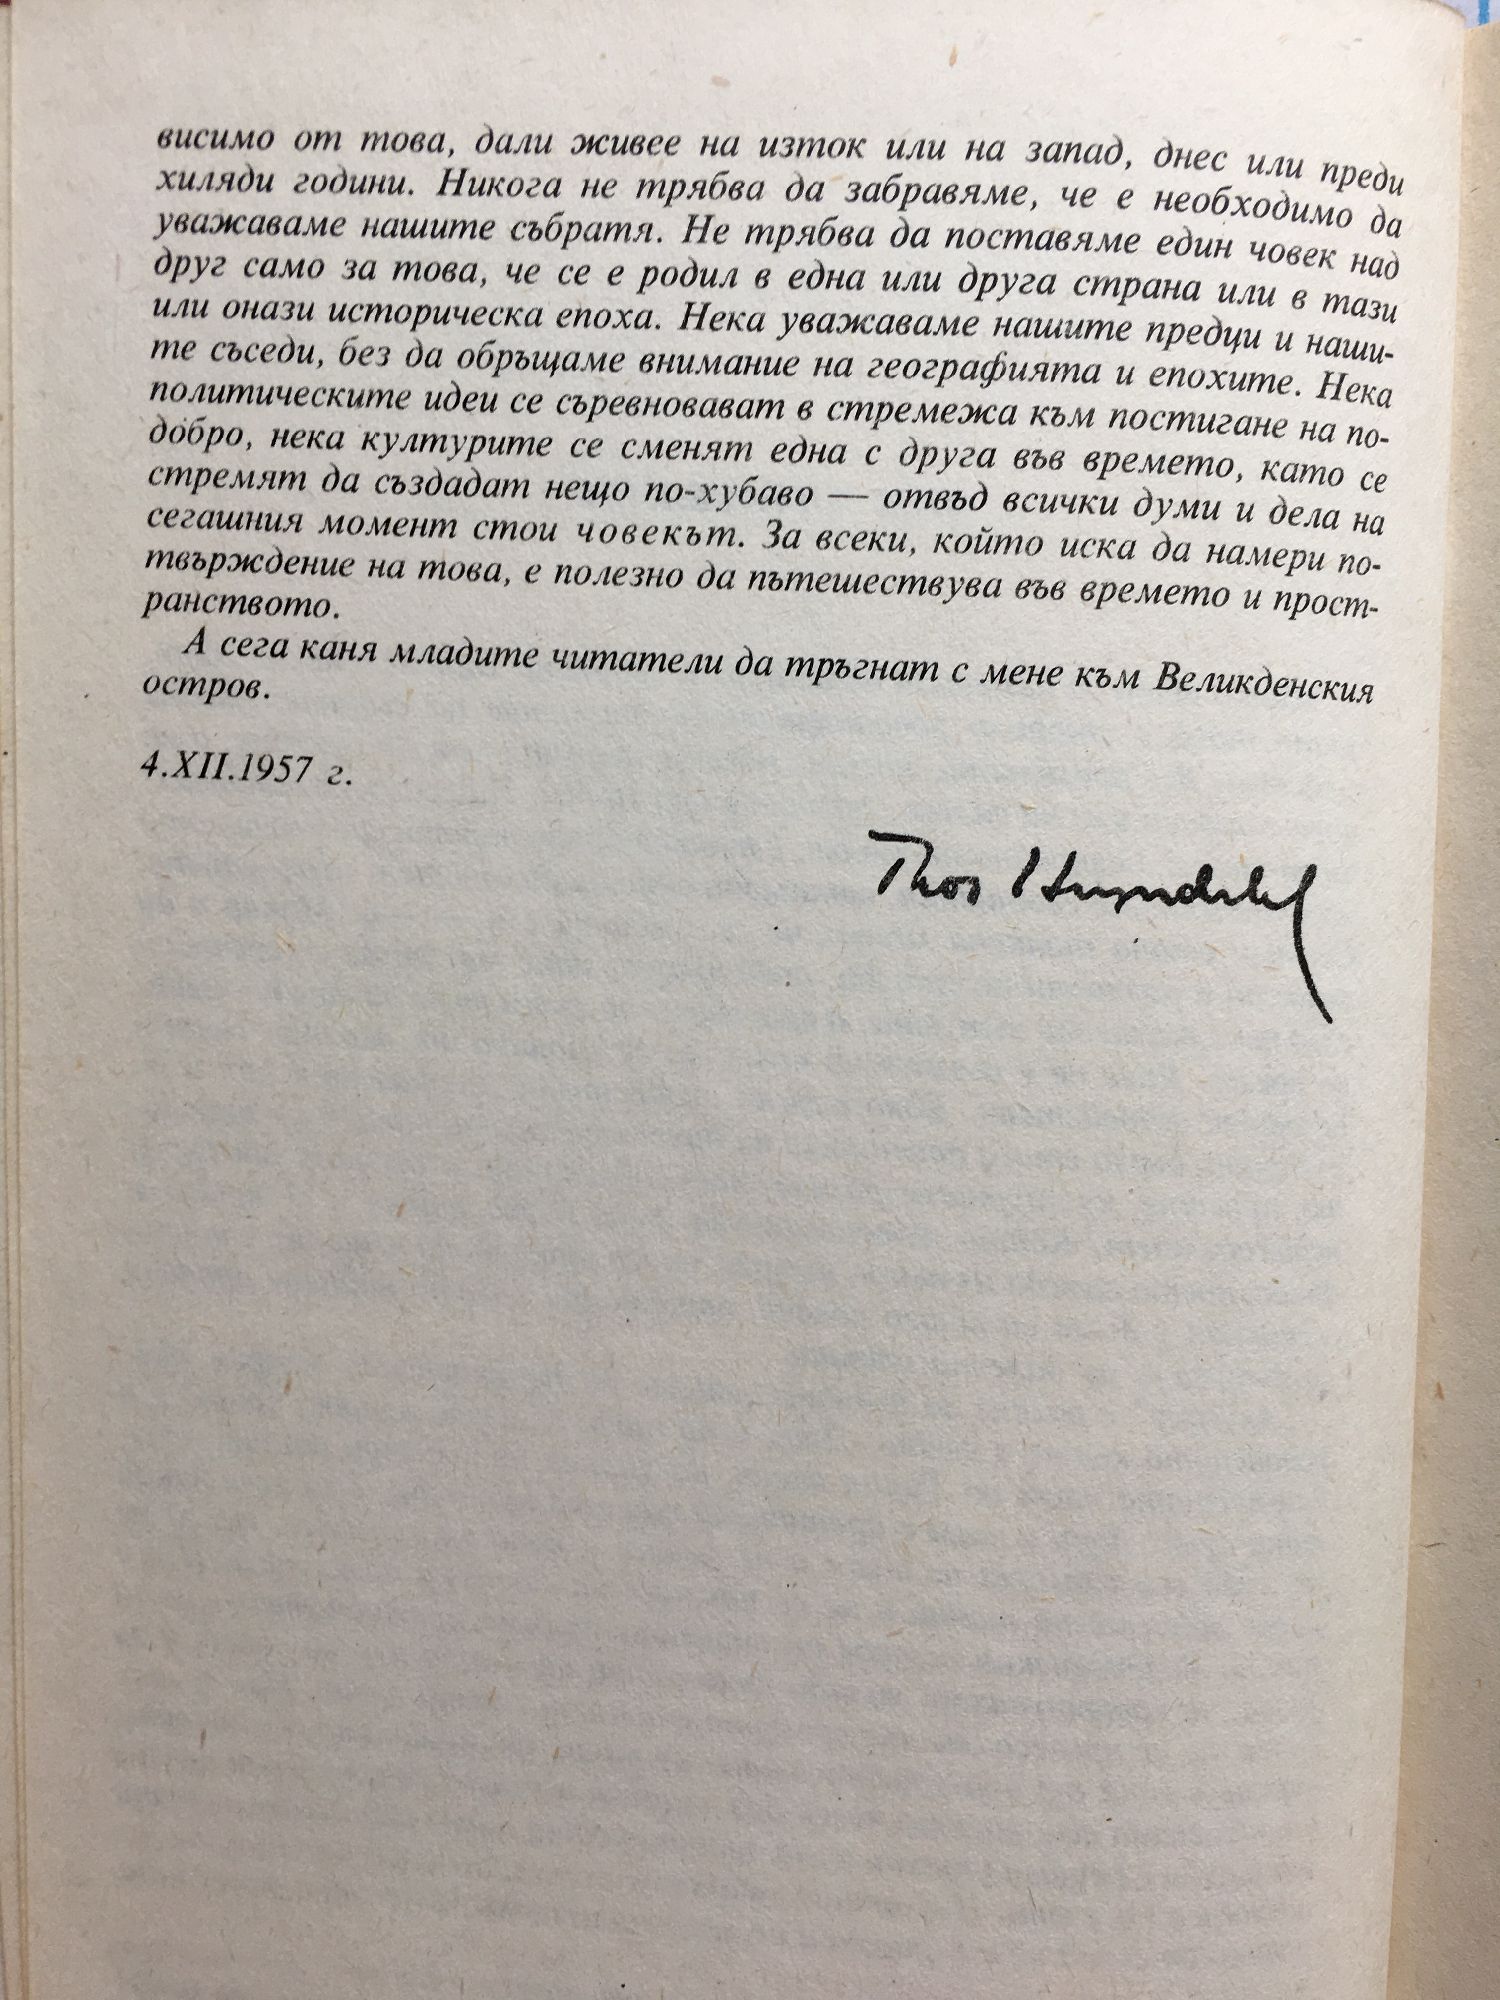 висимо от това, дали живее на изток или на запад, днес или преди
хиляди години. Никога не трябва да забравяме, че е необходимо да
уважаваме нашите събратя. Не трябва да поставяме един човек над
друг само за това, че се е родил в една или друга страна или в тази
или онази историческа епоха. Нека уважаваме нашите предци и наши-
те съседи, без да обръщаме внимание на географията и епохите. Нека
политическите идеи се съревновават в стремежа към постигане на по-
добро, нека културите се сменят една с друга във времето, като се
стремят да създадат нещо по-хубаво — отвъд всички думи и дела на
сегашния момент стои човекът. За всеки, който иска да намери по-
твърждение на това, е полезно да пътешествува във времето и прост-
ранството.
А сега каня младите читатели да тръгнат с мене към Великденския
остров.
4.XII.1957 г.
Thor Heyerdahl